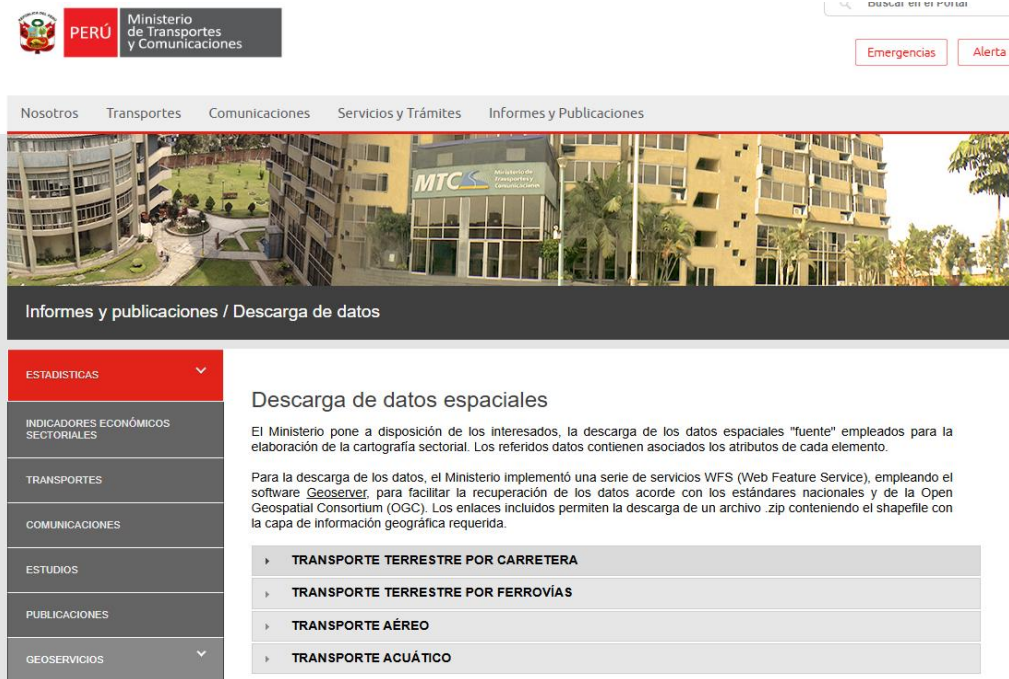 Buscar en el Portal
PERÚ
Ministerio
de Transportes
y Comunicaciones
Emergencias
Alerta
Nosotros Transportes Comunicaciones Servicios y Trámites Informes y Publicaciones
MTC
Ministerio de
Transportes y
Comunicaciones
Informes y publicaciones / Descarga de datos
ESTADISTICAS
INDICADORES ECONÓMICOS
SECTORIALES
TRANSPORTES
COMUNICACIONES
ESTUDIOS
PUBLICACIONES
GEOSERVICIOS
Descarga de datos espaciales
El Ministerio pone a disposición de los interesados, la descarga de los datos espaciales "fuente" empleados para la
elaboración de la cartografía sectorial. Los referidos datos contienen asociados los atributos de cada elemento.
Para la descarga de los datos, el Ministerio implementó una serie de servicios WFS (Web Feature Service), empleando el
software Geoserver, para facilitar la recuperación de los datos acorde con los estándares nacionales y de la Open
Geospatial Consortium (OGC). Los enlaces incluidos permiten la descarga de un archivo .zip conteniendo el shapefile con
la capa de información geográfica requerida.
TRANSPORTE TERRESTRE POR CARRETERA
TRANSPORTE TERRESTRE POR FERROVÍAS
TRANSPORTE AÉREO
TRANSPORTE ACUÁTICO